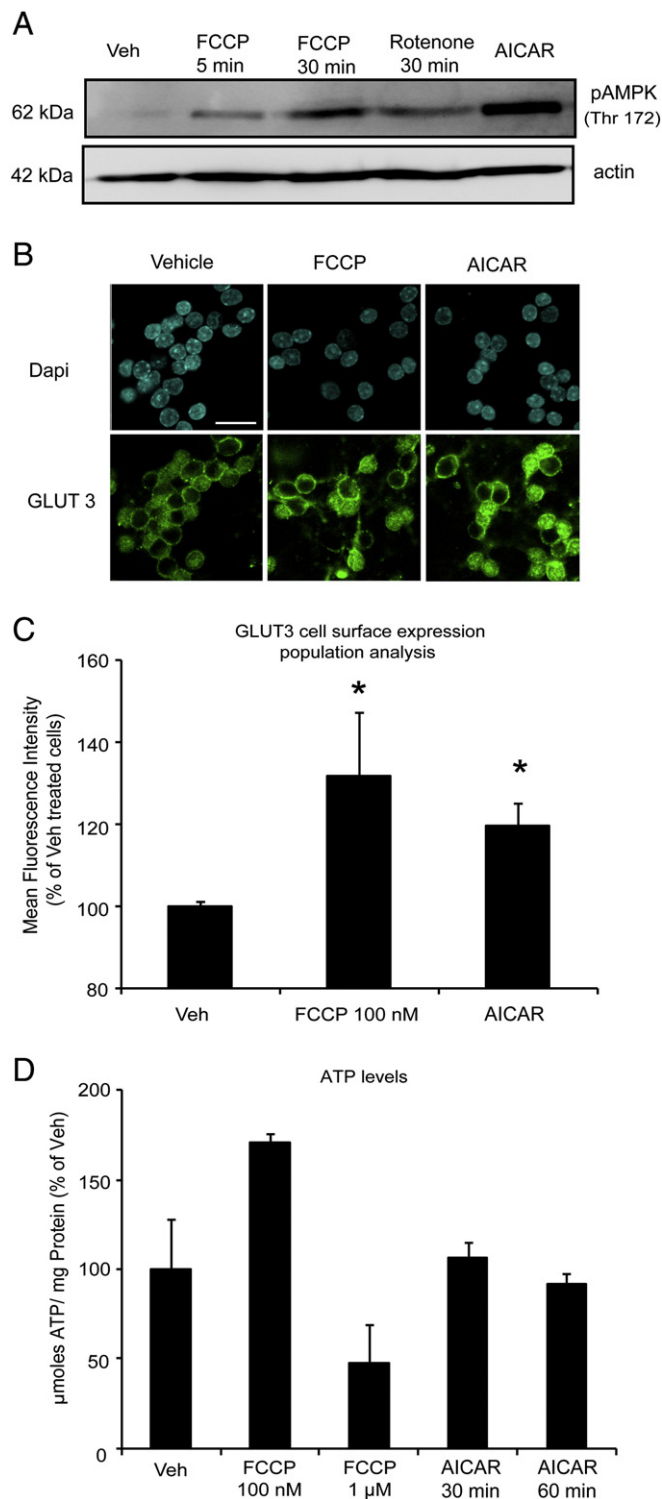 A
Veh
FCCP
5 min
FCCP
30 min
Rotenone
30 min
AICAR
62 kDa
pAMPK
(Thr 172)
42 kDa
actin
B
Vehicle
FCCP
AICAR
Dapi
GLUT 3
C
GLUT3 cell surface expression
population analysis
Mean Fluorescence Intensity
(% of Veh treated cells)
160
140
120
100
80
*
*
Veh
FCCP 100 nM
AICAR
D
ATP levels
µmoles ATP/ mg Protein (% of Veh)
200
150
100
50
0
Veh
FCCP
100 nM
FCCP
1 µM
AICAR
30 min
AICAR
60 min